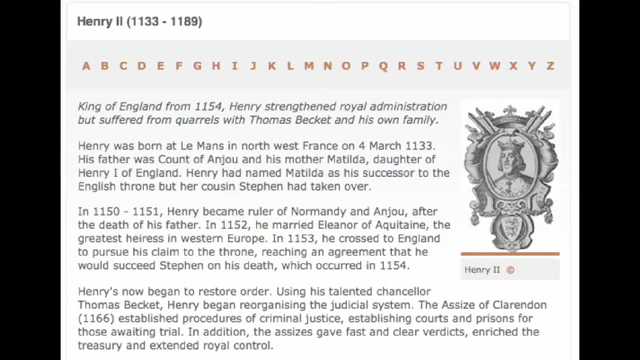 Henry II (1133 - 1189)
A B C D E F G H I J K L M N O P Q R S T U V W X Y Z
King of England from 1154, Henry strengthened royal administration
but suffered from quarrels with Thomas Becket and his own family.
Henry was born at Le Mans in north west France on 4 March 1133.
His father was Count of Anjou and his mother Matilda, daughter of
Henry I of England. Henry had named Matilda as his successor to the
English throne but her cousin Stephen had taken over.
In 1150 - 1151, Henry became ruler of Normandy and Anjou, after
the death of his father. In 1152, he married Eleanor of Aquitaine, the
greatest heiress in western Europe. In 1153, he crossed to England
to pursue his claim to the throne, reaching an agreement that he
would succeed Stephen on his death, which occurred in 1154.
Henry II ©
Henry's now began to restore order. Using his talented chancellor
Thomas Becket, Henry began reorganising the judicial system. The Assize of Clarendon
(1166) established procedures of criminal justice, establishing courts and prisons for
those awaiting trial. In addition, the assizes gave fast and clear verdicts, enriched the
treasury and extended royal control.